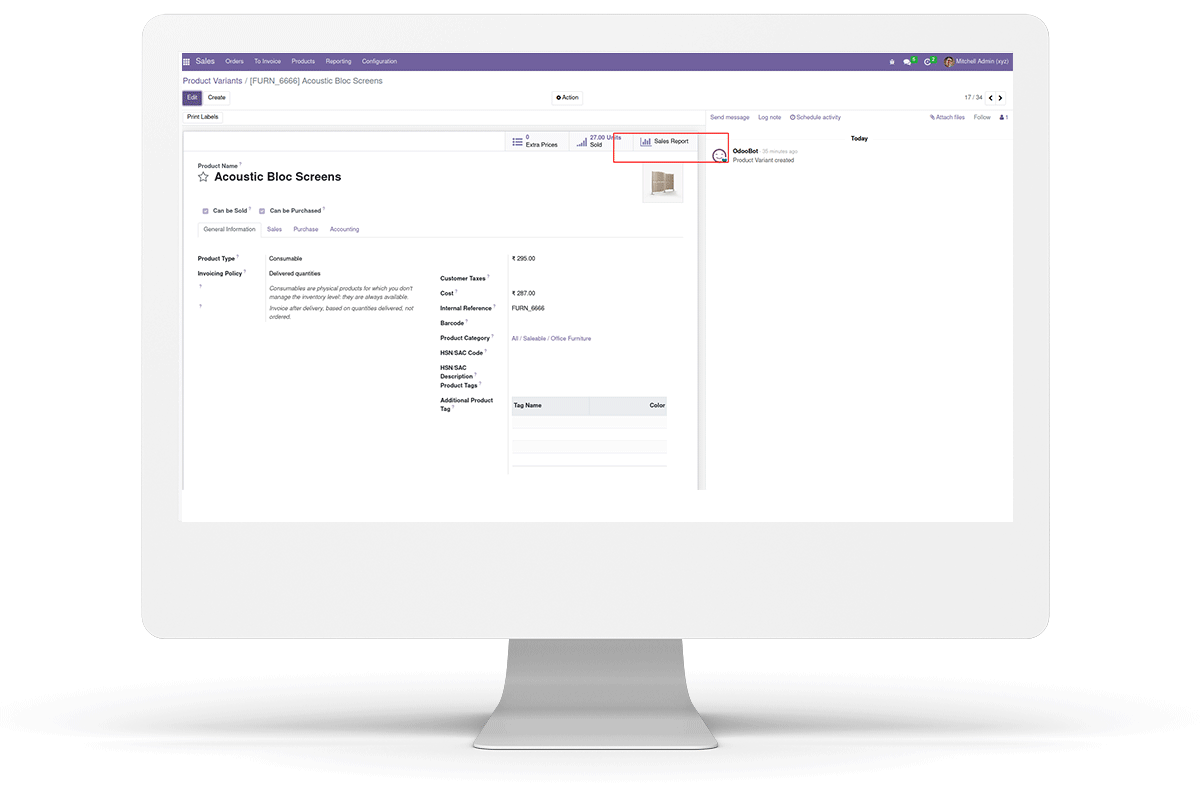 Sales Orders To Invoice Products Reporting Configuration
5 2 Mitchell Admin (xyz)
Product Variants / [FURN_6666] Acoustic Bloc Screens
Edit Create
Action
17 / 34
Print Labels
Send message Log note Schedule activity Attach files Follow 1
0
Extra Prices
27.00 Units
Sold
Sales Report
Today
OdooBot - 35 minutes ago
Product Variant created
Product Name ?
Acoustic Bloc Screens
Can be Sold ? Can be Purchased ?
General Information Sales Purchase Accounting
Product Type ? Consumable
Invoicing Policy ? Delivered quantities
?
Consumables are physical products for which you don't
manage the inventory level: they are always available.
?
Invoice after delivery, based on quantities delivered, not
ordered.
₹ 295.00
Customer Taxes ?
Cost ? ₹ 287.00
Internal Reference ? FURN_6666
Barcode ?
Product Category ? All / Saleable / Office Furniture
HSN/SAC Code ?
HSN/SAC
Description ?
Product Tags ?
Additional Product
Tag ?
Tag Name Color